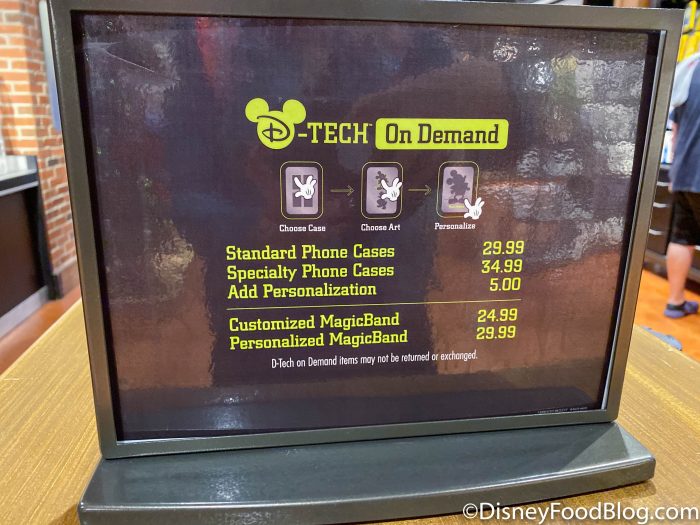 D-TECH™ On Demand
Choose Case
Choose Art
Personalize
Standard Phone Cases 29.99
Specialty Phone Cases 34.99
Add Personalization 5.00
Customized MagicBand 24.99
Personalized MagicBand 29.99
D-Tech on Demand items may not be returned or exchanged.
©DisneyFoodBlog.com